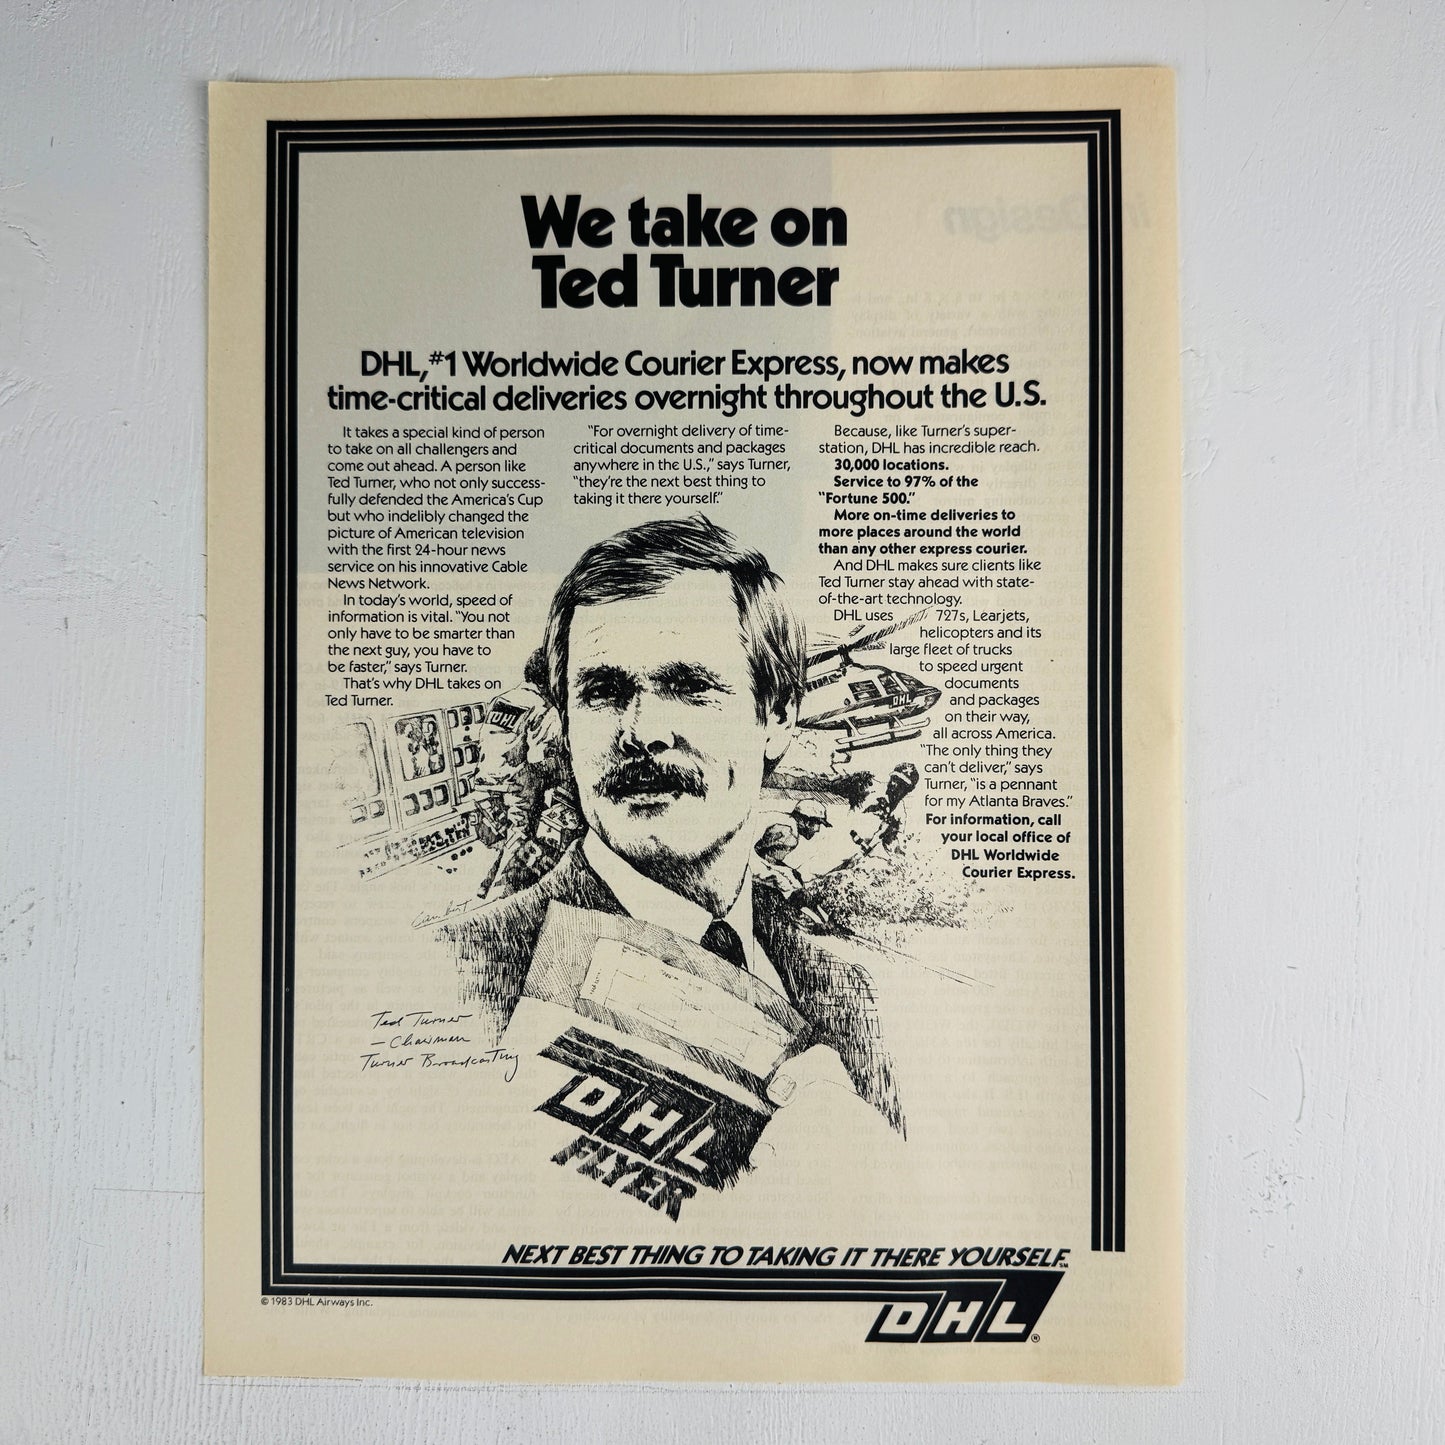 We take on
Ted Turner
DHL, #1 Worldwide Courier Express, now makes
time-critical deliveries overnight throughout the U.S.
It takes a special kind of person
to take on all challengers and
come out ahead. A person like
Ted Turner, who not only success-
fully defended the America's Cup
but who indelibly changed the
picture of American television
with the first 24-hour news
service on his innovative Cable
News Network.
In today's world, speed of
information is vital. "You not
only have to be smarter than
the next guy, you have to
be faster," says Turner.
That's why DHL takes on
Ted Turner.
"For overnight delivery of time-
critical documents and packages
anywhere in the U.S.," says Turner,
"they're the next best thing to
taking it there yourself."
Because, like Turner's super-
station, DHL has incredible reach.
30,000 locations.
Service to 97% of the
"Fortune 500."
More on-time deliveries to
more places around the world
than any other express courier.
And DHL makes sure clients like
Ted Turner stay ahead with state-
of-the-art technology.
DHL uses 727s, Learjets,
helicopters and its
large fleet of trucks
to speed urgent
documents
and packages
on their way,
all across America.
"The only thing they
can't deliver," says
Turner, "is a pennant
for my Atlanta Braves."
For information, call
your local office of
DHL Worldwide
Courier Express.
DHL
DHL
Ted Turner
— Chairman
Turner Broadcasting
DHL
FLYER
NEXT BEST THING TO TAKING IT THERE YOURSELF. SM
© 1983 DHL Airways Inc.
DHL ®